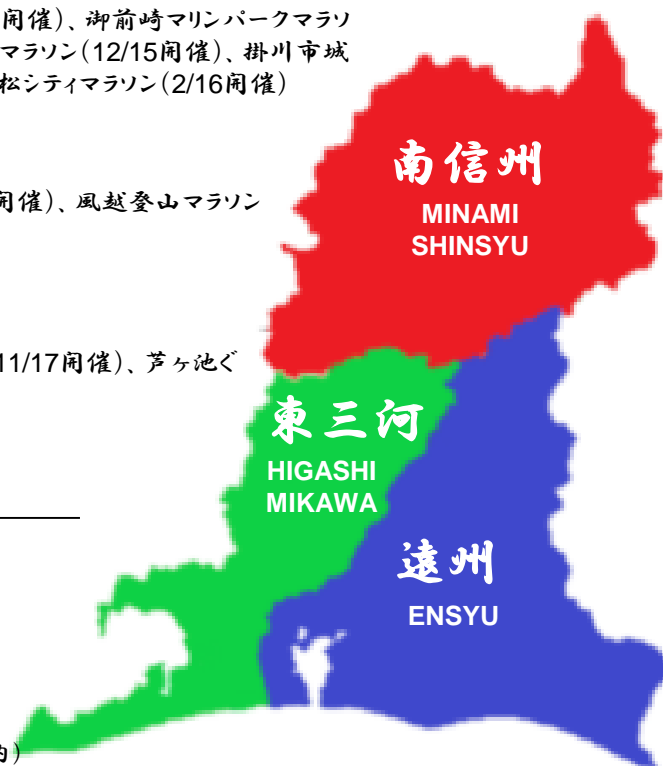 開催)、御前崎マリンパークマラソ
マラソン(12/15開催)、掛川市城
松シティマラソン(2/16開催)
南信州
MINAMI
SHINSYU
開催)、風越登山マラソン
11/17開催)、芦ヶ池ぐ
東三河
HIGASHI
MIKAWA
遠州
ENSYU
内)